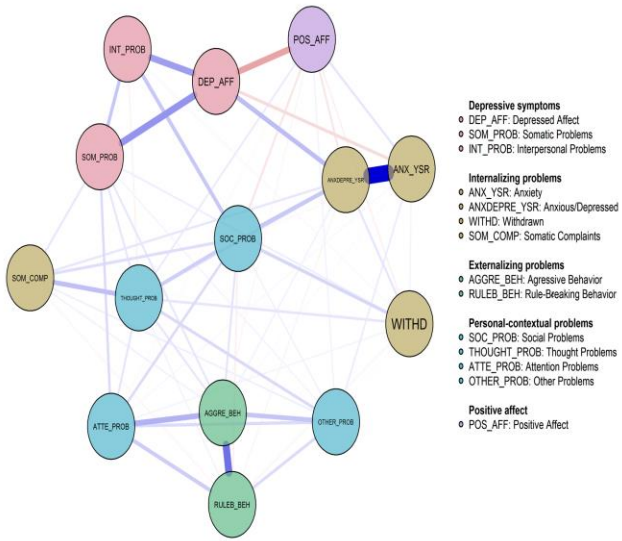 INT_PROB
POS_AFF
DEP_AFF
SOM_PROB
ANXDEPRE_YSR
ANX_YSR
SOC_PROB
SOM_COMP
THOUGHT_PROB
WITHD
ATTE_PROB
AGGRE_BEH
OTHER_PROB
RULEB_BEH
Depressive symptoms
DEP_AFF: Depressed Affect
SOM_PROB: Somatic Problems
INT_PROB: Interpersonal Problems
Internalizing problems
ANX_YSR: Anxiety
ANXDEPRE_YSR: Anxious/Depressed
WITHD: Withdrawn
SOM_COMP: Somatic Complaints
Externalizing problems
AGGRE_BEH: Agressive Behavior
RULEB_BEH: Rule-Breaking Behavior
Personal-contextual problems
SOC_PROB: Social Problems
THOUGHT_PROB: Thought Problems
ATTE_PROB: Attention Problems
OTHER_PROB: Other Problems
Positive affect
POS_AFF: Positive Affect